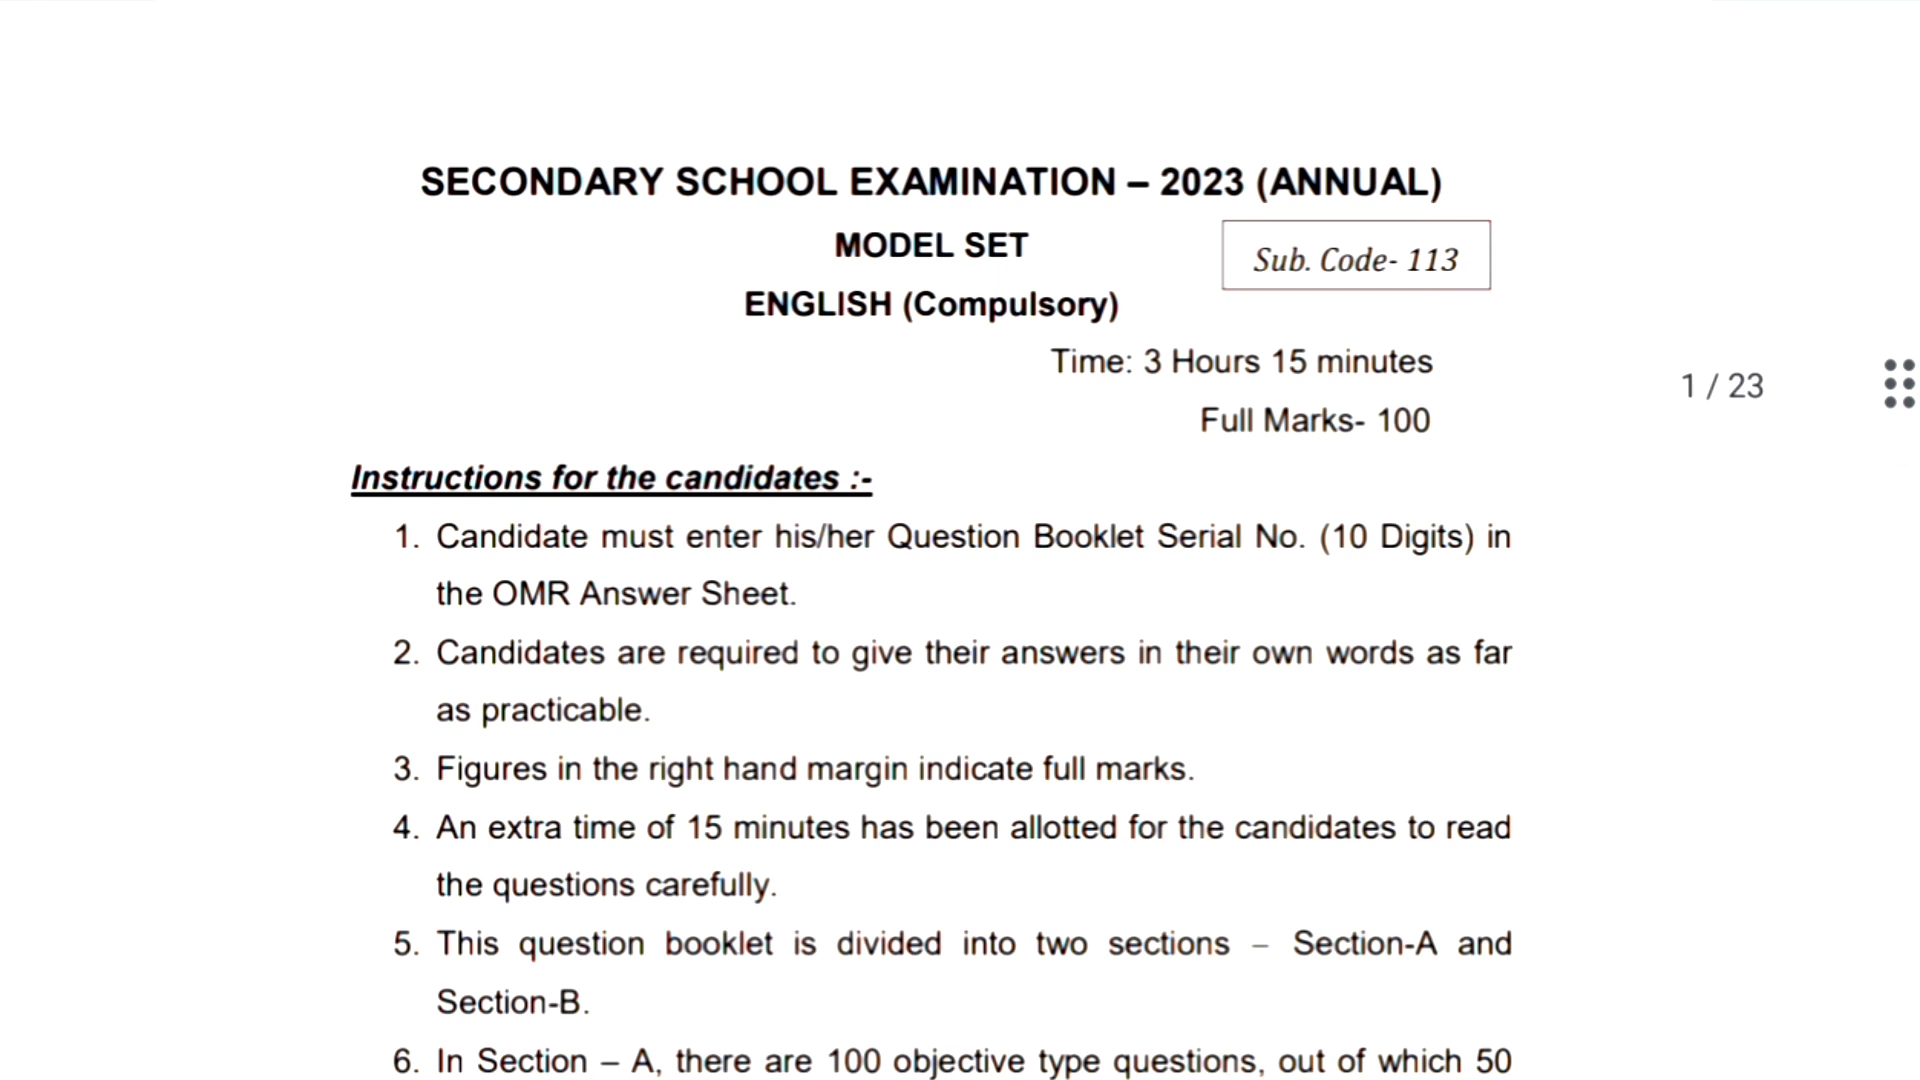 SECONDARY SCHOOL EXAMINATION – 2023 (ANNUAL)
MODEL SET
Sub. Code- 113
ENGLISH (Compulsory)
Time: 3 Hours 15 minutes
1 / 23
Full Marks- 100
Instructions for the candidates :-
1. Candidate must enter his/her Question Booklet Serial No. (10 Digits) in
the OMR Answer Sheet.
2. Candidates are required to give their answers in their own words as far
as practicable.
3. Figures in the right hand margin indicate full marks.
4. An extra time of 15 minutes has been allotted for the candidates to read
the questions carefully.
5. This question booklet is divided into two sections – Section-A and
Section-B.
6. In Section – A, there are 100 objective type questions, out of which 50